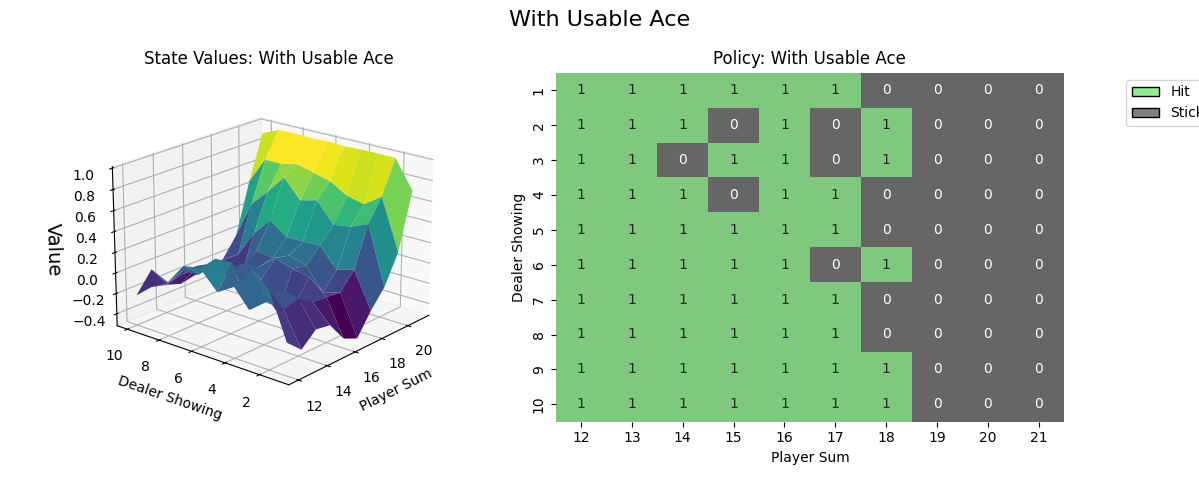 With Usable Ace
State Values: With Usable Ace
1.0
0.8
0.6
0.4
0.2
0.0
−0.2
−0.4
Value
10
8
6
4
2
Dealer Showing
12
14
16
18
20
Player Sum
Policy: With Usable Ace
1 1 1 1 1 1 1 0 0 0 0
2 1 1 1 0 1 0 1 0 0 0
3 1 1 0 1 1 0 1 0 0 0
4 1 1 1 0 1 1 0 0 0 0
5 1 1 1 1 1 1 0 0 0 0
6 1 1 1 1 1 0 1 0 0 0
7 1 1 1 1 1 1 0 0 0 0
8 1 1 1 1 1 1 0 0 0 0
9 1 1 1 1 1 1 1 0 0 0
10 1 1 1 1 1 1 1 0 0 0
12 13 14 15 16 17 18 19 20 21
Dealer Showing
Player Sum
Hit
Stick